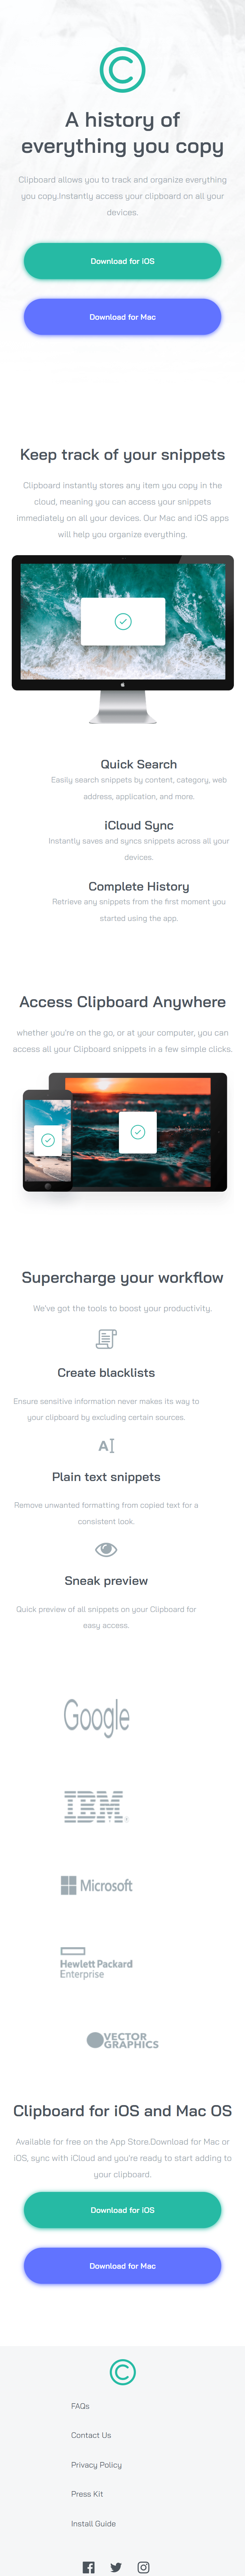 A history of
everything you copy
Clipboard allows you to track and organize everything
you copy.Instantly access your clipboard on all your
devices.
Download for iOS
Download for Mac
Keep track of your snippets
Clipboard instantly stores any item you copy in the
cloud, meaning you can access your snippets
immediately on all your devices. Our Mac and iOS apps
will help you organize everything.
Quick Search
Easily search snippets by content, category, web
address, application, and more.
iCloud Sync
Instantly saves and syncs snippets across all your
devices.
Complete History
Retrieve any snippets from the first moment you
started using the app.
Access Clipboard Anywhere
whether you're on the go, or at your computer, you can
access all your Clipboard snippets in a few simple clicks.
Supercharge your workflow
We've got the tools to boost your productivity.
Create blacklists
Ensure sensitive information never makes its way to
your clipboard by excluding certain sources.
A
Plain text snippets
Remove unwanted formatting from copied text for a
consistent look.
Sneak preview
Quick preview of all snippets on your Clipboard for
easy access.
Google
IBM
Microsoft
Hewlett Packard
Enterprise
VECTOR
GRAPHICS
Clipboard for iOS and Mac OS
Available for free on the App Store.Download for Mac or
iOS, sync with iCloud and you're ready to start adding to
your clipboard.
Download for iOS
Download for Mac
FAQs
Contact Us
Privacy Policy
Press Kit
Install Guide